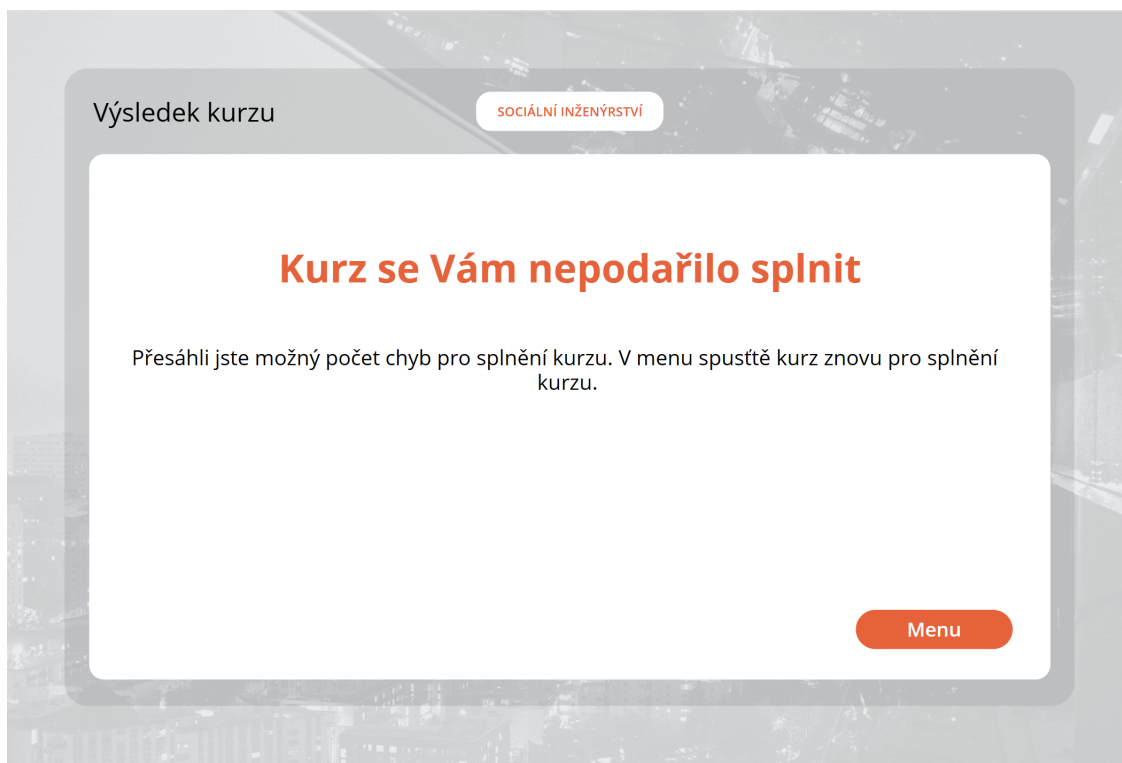 Výsledek kurzu
SOCIÁLNÍ INŽENÝRSTVÍ
Kurz se Vám nepodařilo splnit
Přesáhli jste možný počet chyb pro splnění kurzu. V menu spusťtě kurz znovu pro splnění
kurzu.
Menu